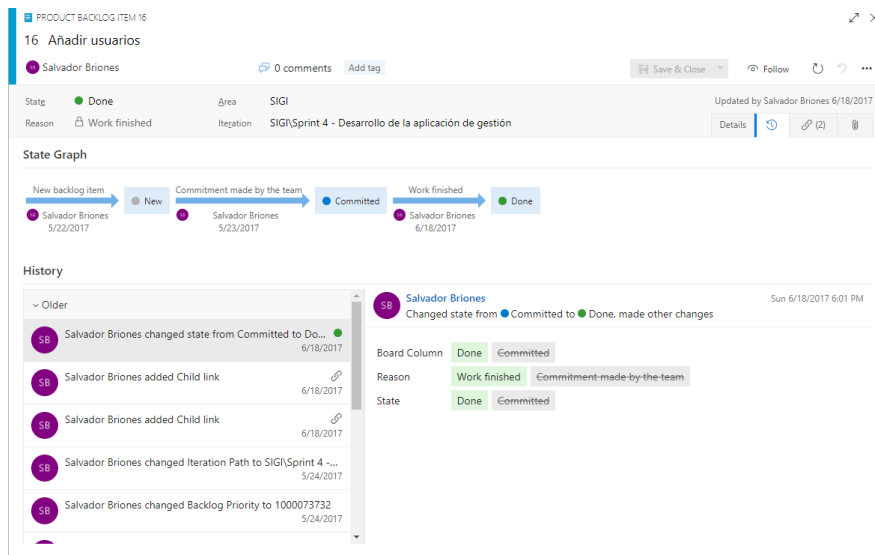 PRODUCT BACKLOG ITEM 16
16 Añadir usuarios
SB Salvador Briones 0 comments Add tag Save & Close Follow
State Done Area SIGI Updated by Salvador Briones 6/18/2017
Reason Work finished Iteration SIGI\Sprint 4 - Desarrollo de la aplicación de gestión Details (2)
State Graph
New backlog item Commitment made by the team Work finished
New Committed Done
SB Salvador Briones SB Salvador Briones SB Salvador Briones
5/22/2017 5/23/2017 6/18/2017
History
Older
SB Salvador Briones changed state from Committed to Do...
6/18/2017
SB Salvador Briones added Child link
6/18/2017
SB Salvador Briones added Child link
6/18/2017
SB Salvador Briones changed Iteration Path to SIGI\Sprint 4 -...
5/24/2017
SB Salvador Briones changed Backlog Priority to 1000073732
5/24/2017
SB Salvador Briones Sun 6/18/2017 6:01 PM
Changed state from Committed to Done, made other changes
Board Column Done Committed
Reason Work finished Commitment made by the team
State Done Committed